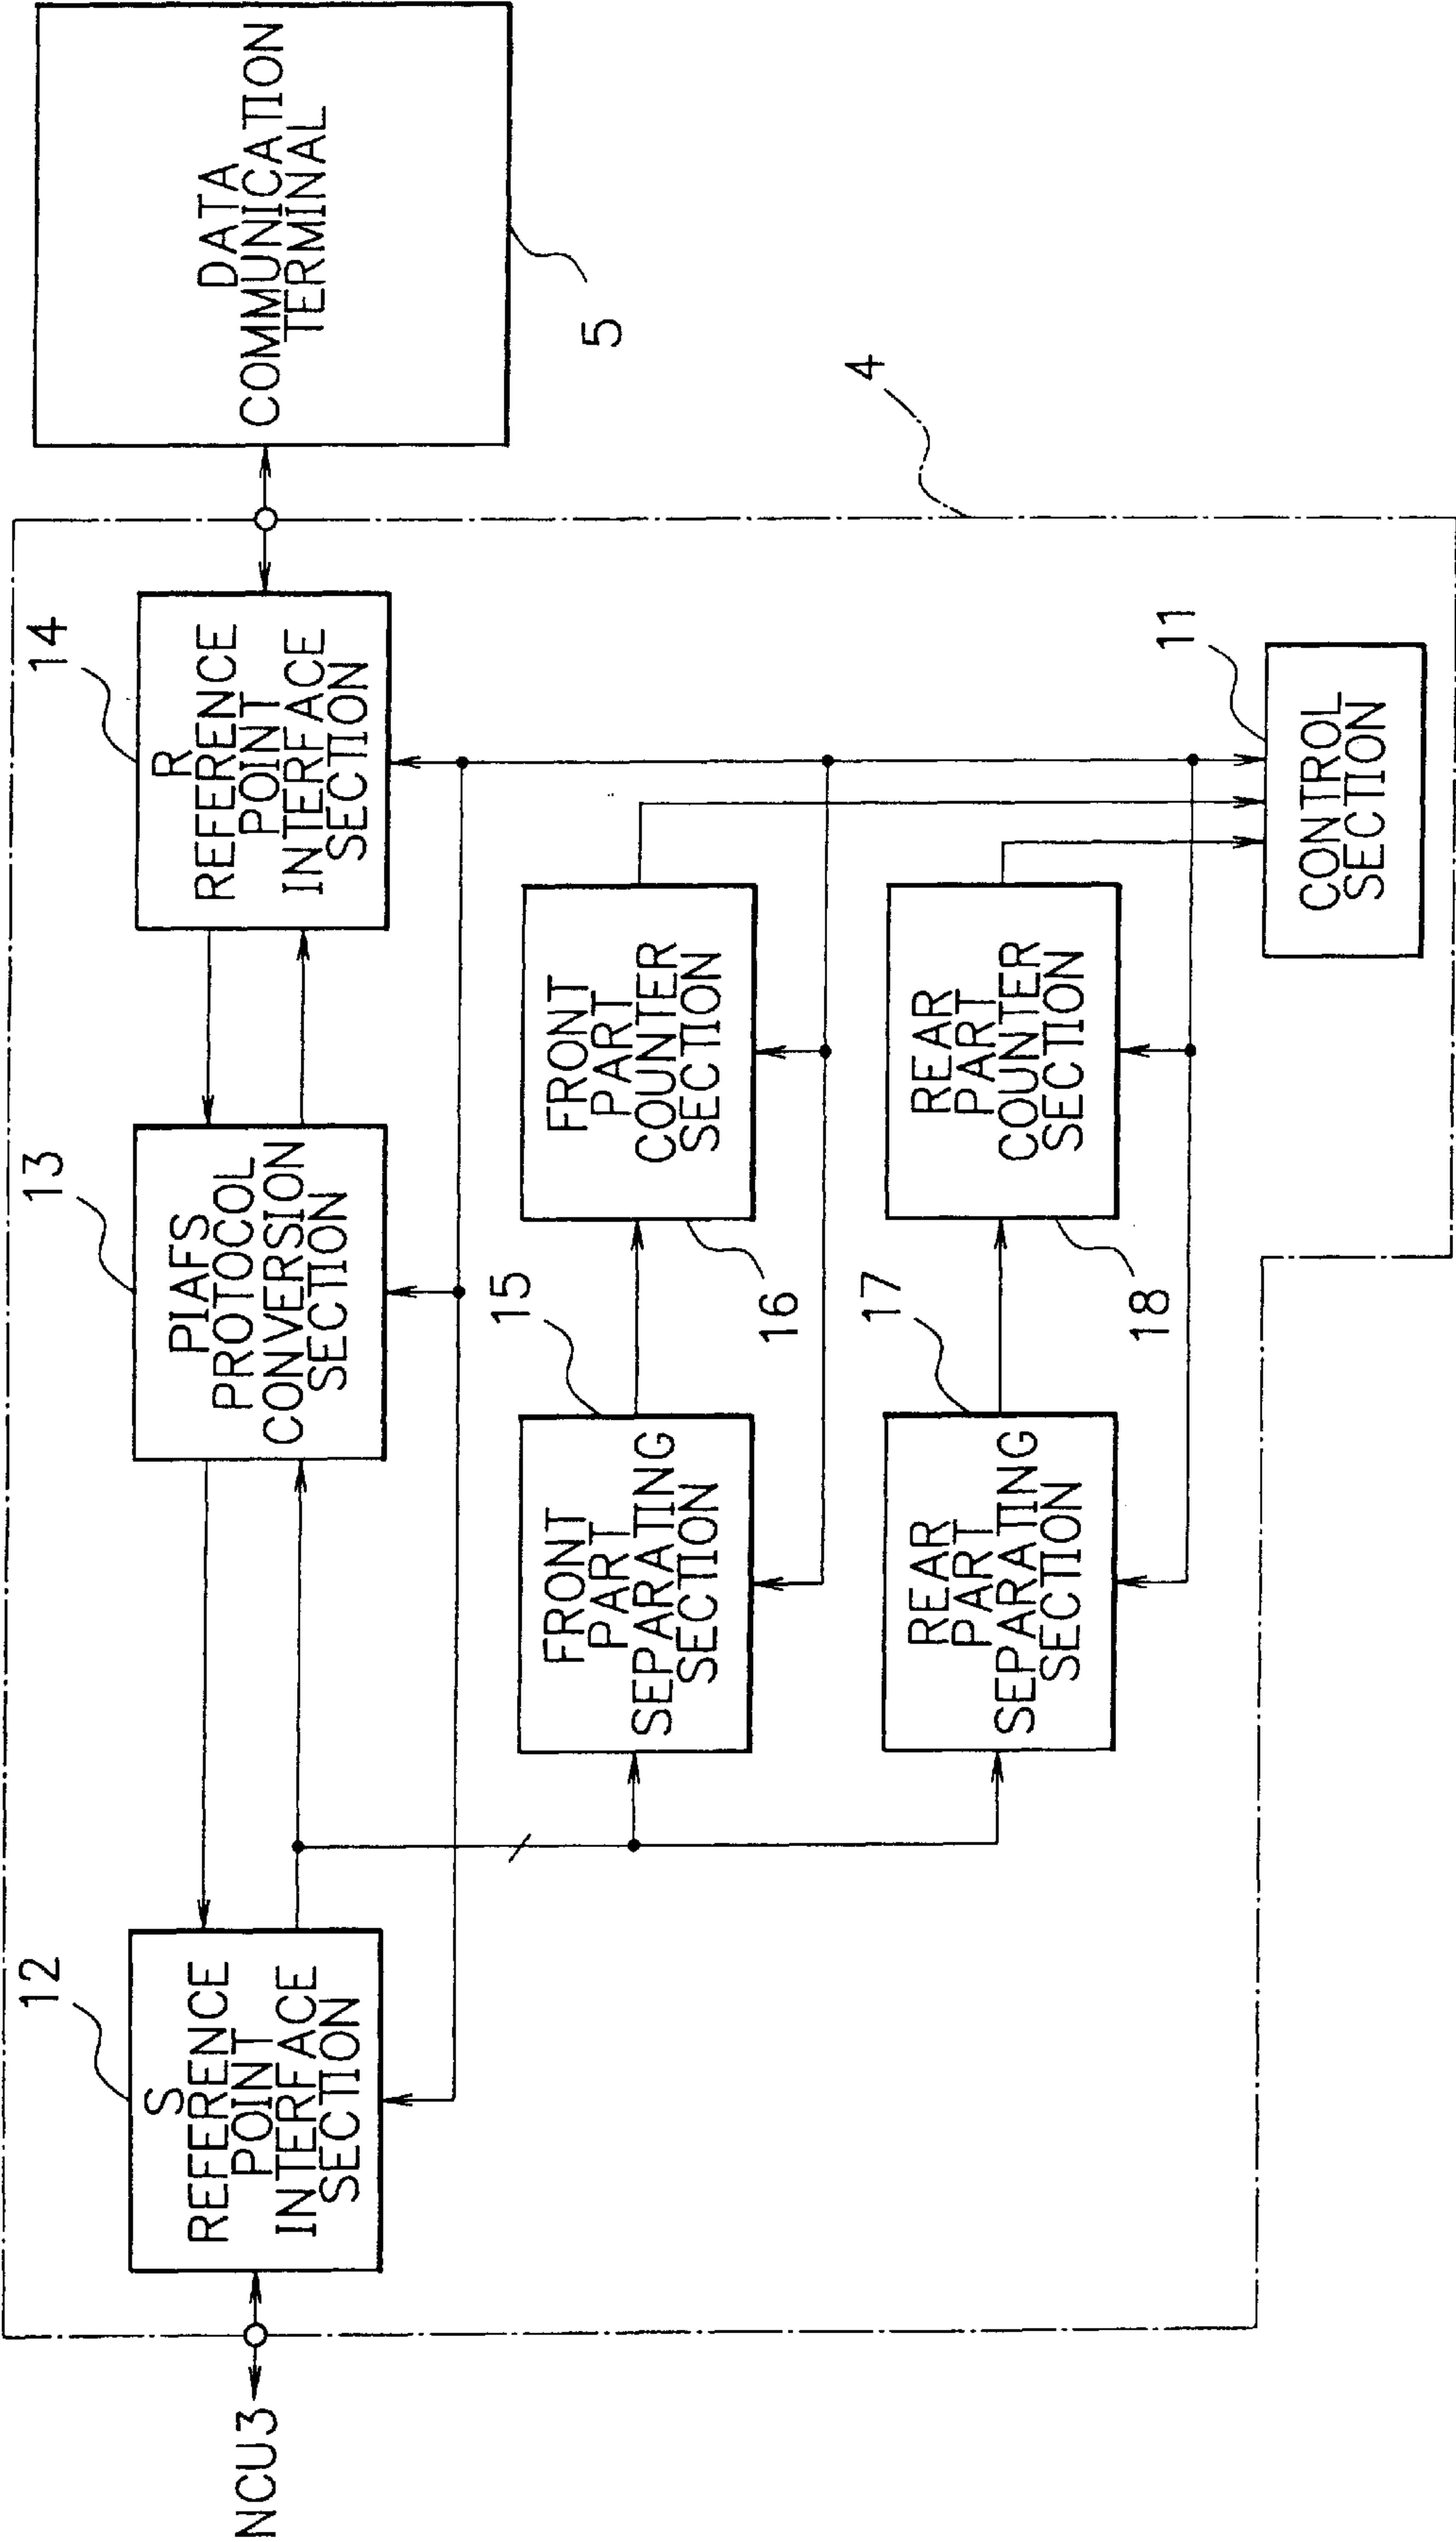 NCU3
12
S
REFERENCE
POINT
INTERFACE
SECTION
13
PIAFS
PROTOCOL
CONVERSION
SECTION
14
R
REFERENCE
POINT
INTERFACE
SECTION
DATA
COMMUNICATION
TERMINAL
5
4
15
FRONT
PART
SEPARATING
SECTION
FRONT
PART
COUNTER
SECTION
16
17
REAR
PART
SEPARATING
SECTION
REAR
PART
COUNTER
SECTION
18
11
CONTROL
SECTION